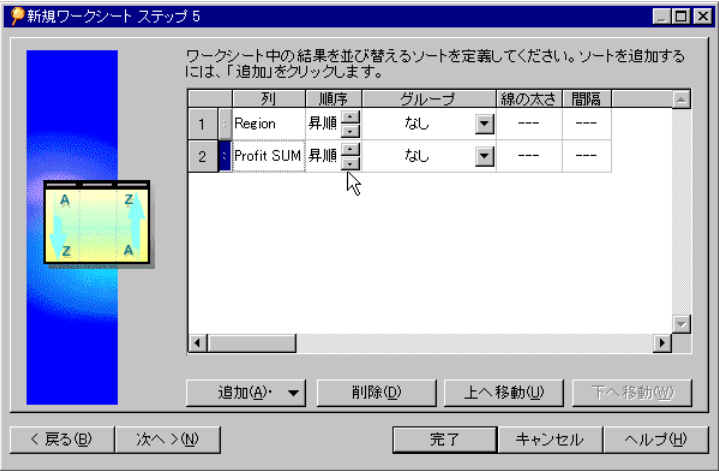 新規ワークシート ステップ 5
ワークシート中の結果を並び替えるソートを定義してください。ソートを追加する
には、「追加」をクリックします。
列 順序 グループ 線の太さ 間隔
1 Region 昇順 なし --- ---
2 Profit SUM 昇順 なし --- ---
A Z
Z A
追加(A)・ 削除(D) 上へ移動(U) 下へ移動(W)
< 戻る(B) 次へ >(N) 完了 キャンセル ヘルプ(H)